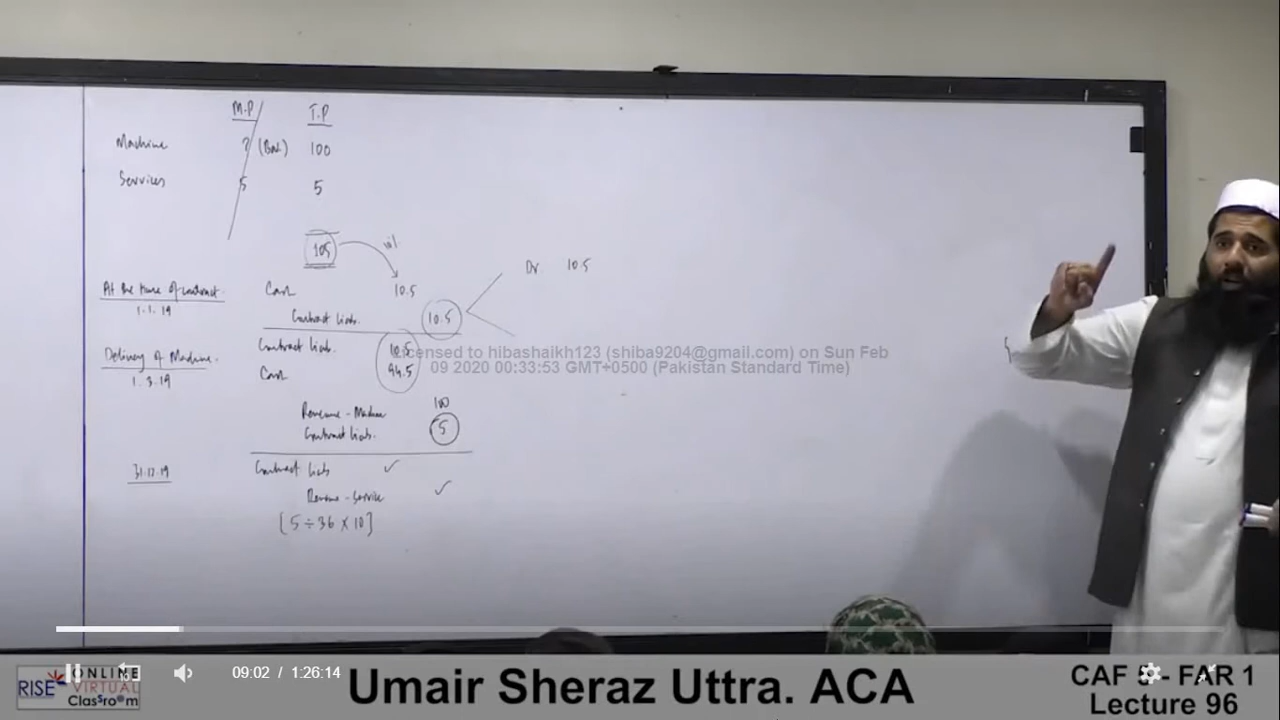 M.P T.P
Machine ? (Bal) 100
Services 5 5
105
At the time of contract. Cash 10.5
1.1.19
Contract liab. 10.5
Dr 10.5
Delivery of Machine. Contract liab. 10.5
1.3.19 Cash 94.5
Revenue - Machine 100
Contract liab. 5
31.12.19 Contract liab ✓
Revenue - Service ✓
[5÷36×10]
Licensed to hibashaikh123 (shiba9204@gmail.com) on Sun Feb
09 2020 00:33:53 GMT+0500 (Pakistan Standard Time)
09:02 / 1:26:14
RISE ONLINE
VIRTUAL
Classroom
Umair Sheraz Uttra. ACA
CAF 5 - FAR 1
Lecture 96